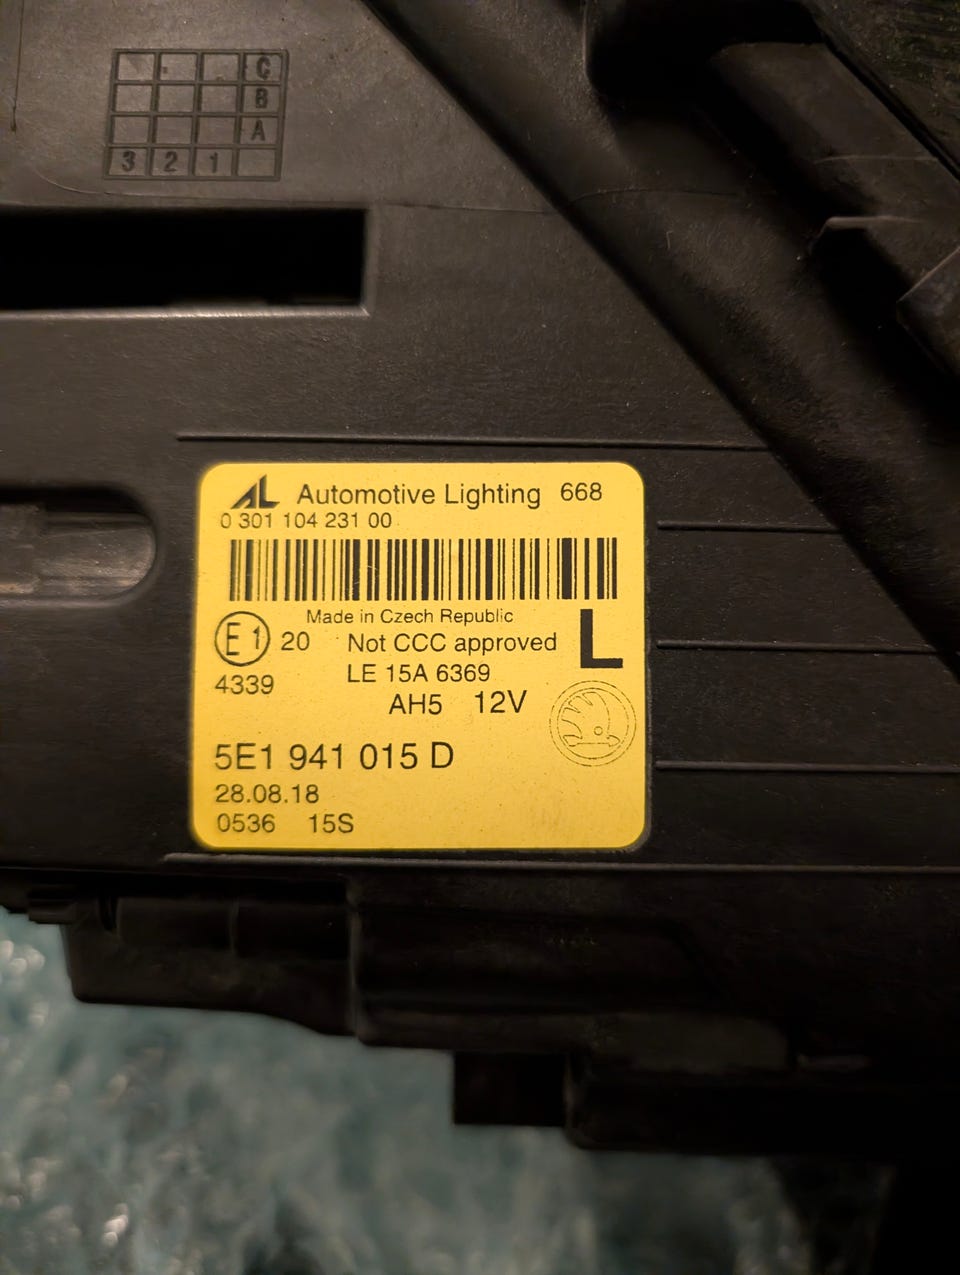 C
B
A
3 2 1
AL Automotive Lighting 668
0 301 104 231 00
Made in Czech Republic
E1 20 Not CCC approved L
4339 LE 15A 6369
AH5 12V
5E1 941 015 D
28.08.18
0536 15S